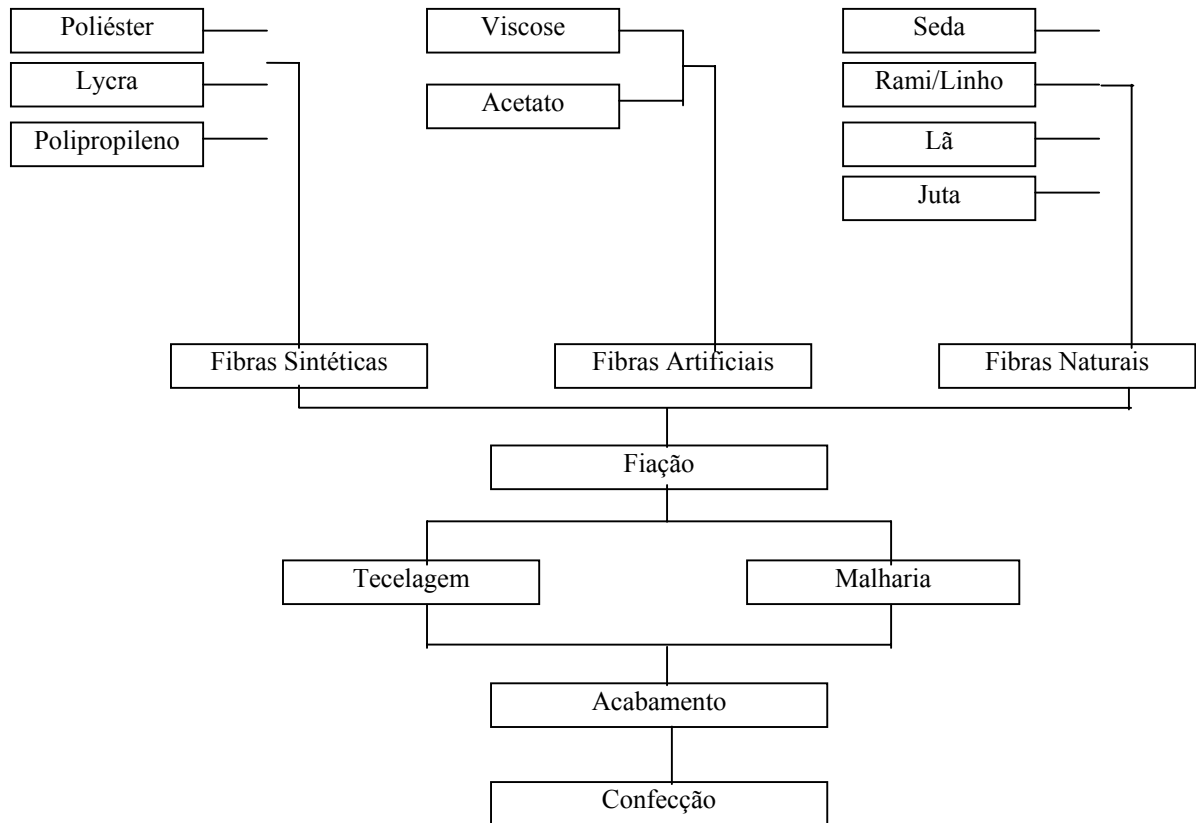 Poliéster
Viscose
Seda
Lycra
Rami/Linho
Acetato
Polipropileno
Lã
Juta
Fibras Sintéticas
Fibras Artificiais
Fibras Naturais
Fiação
Tecelagem
Malharia
Acabamento
Confecção